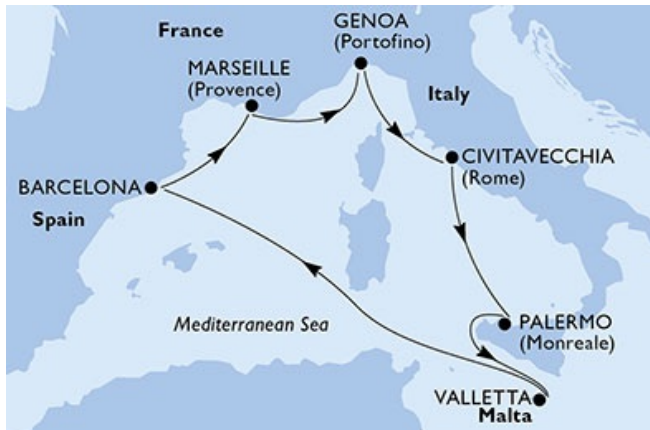 GENOA
(Portofino)
France
MARSEILLE
(Provence)
Italy
CIVITAVECCHIA
(Rome)
BARCELONA
Spain
Mediterranean Sea
PALERMO
(Monreale)
VALLETTA
Malta